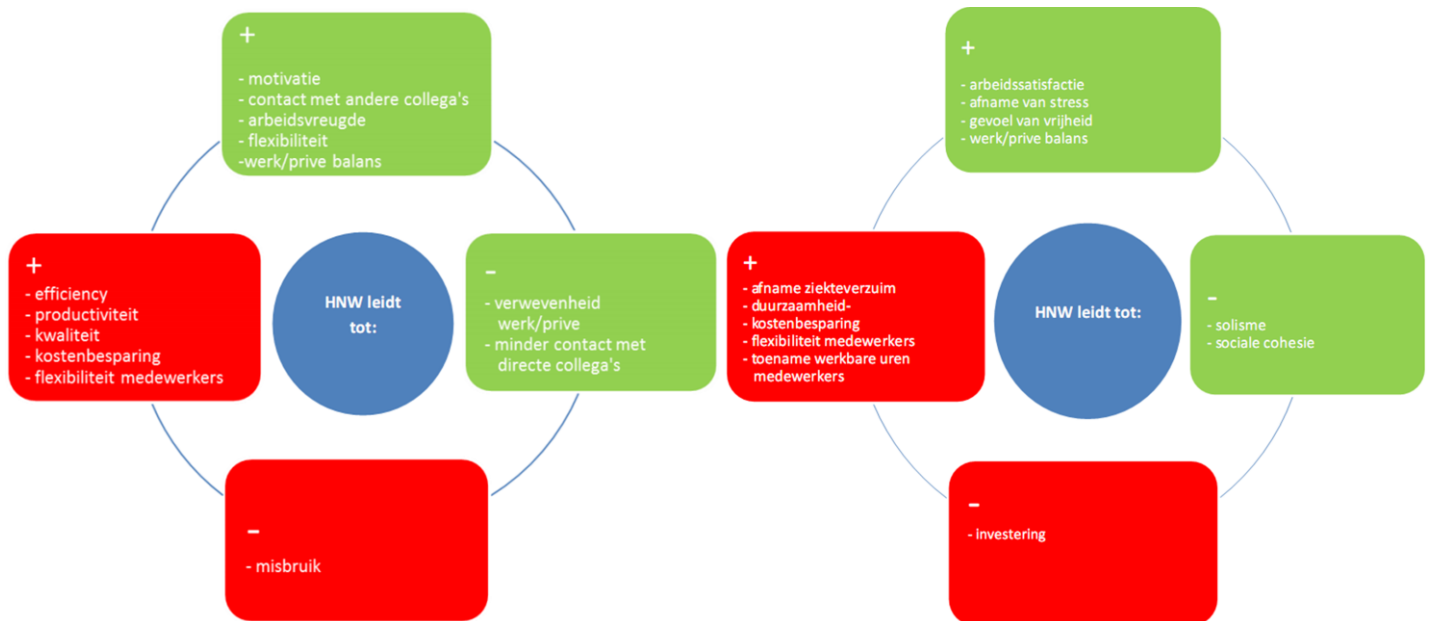 +
- motivatie
- contact met andere collega's
- arbeidsvreugde
- flexibiliteit
-werk/prive balans
+
- efficiency
- productiviteit
- kwaliteit
- kostenbesparing
- flexibiliteit medewerkers
HNW leidt
tot:
-
- verwevenheid
werk/prive
- minder contact met
directe collega's
-
- misbruik
+
- arbeidssatisfactie
- afname van stress
- gevoel van vrijheid
- werk/prive balans
+
- afname ziekteverzuim
- duurzaamheid-
- kostenbesparing
- flexibiliteit medewerkers
- toename werkbare uren
medewerkers
HNW leidt tot:
-
- solisme
- sociale cohesie
-
- investering